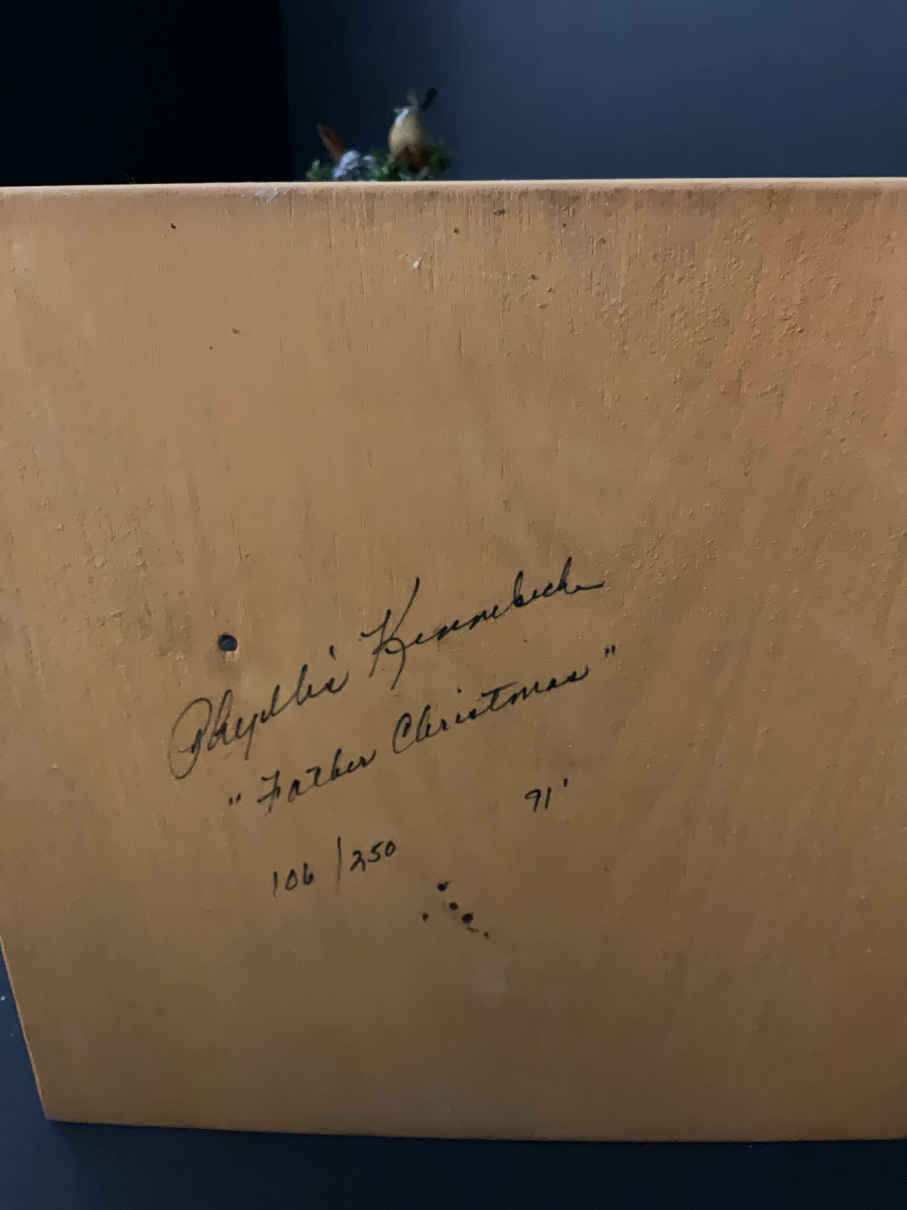 Phyllis Kennebeck
"Father Christmas"
91'
106/250